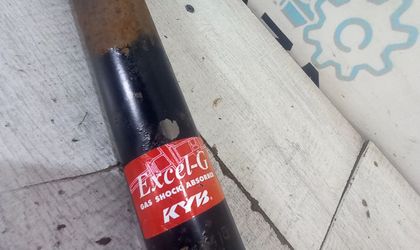 Excel-G
GAS SHOCK ABSORBER
KYB